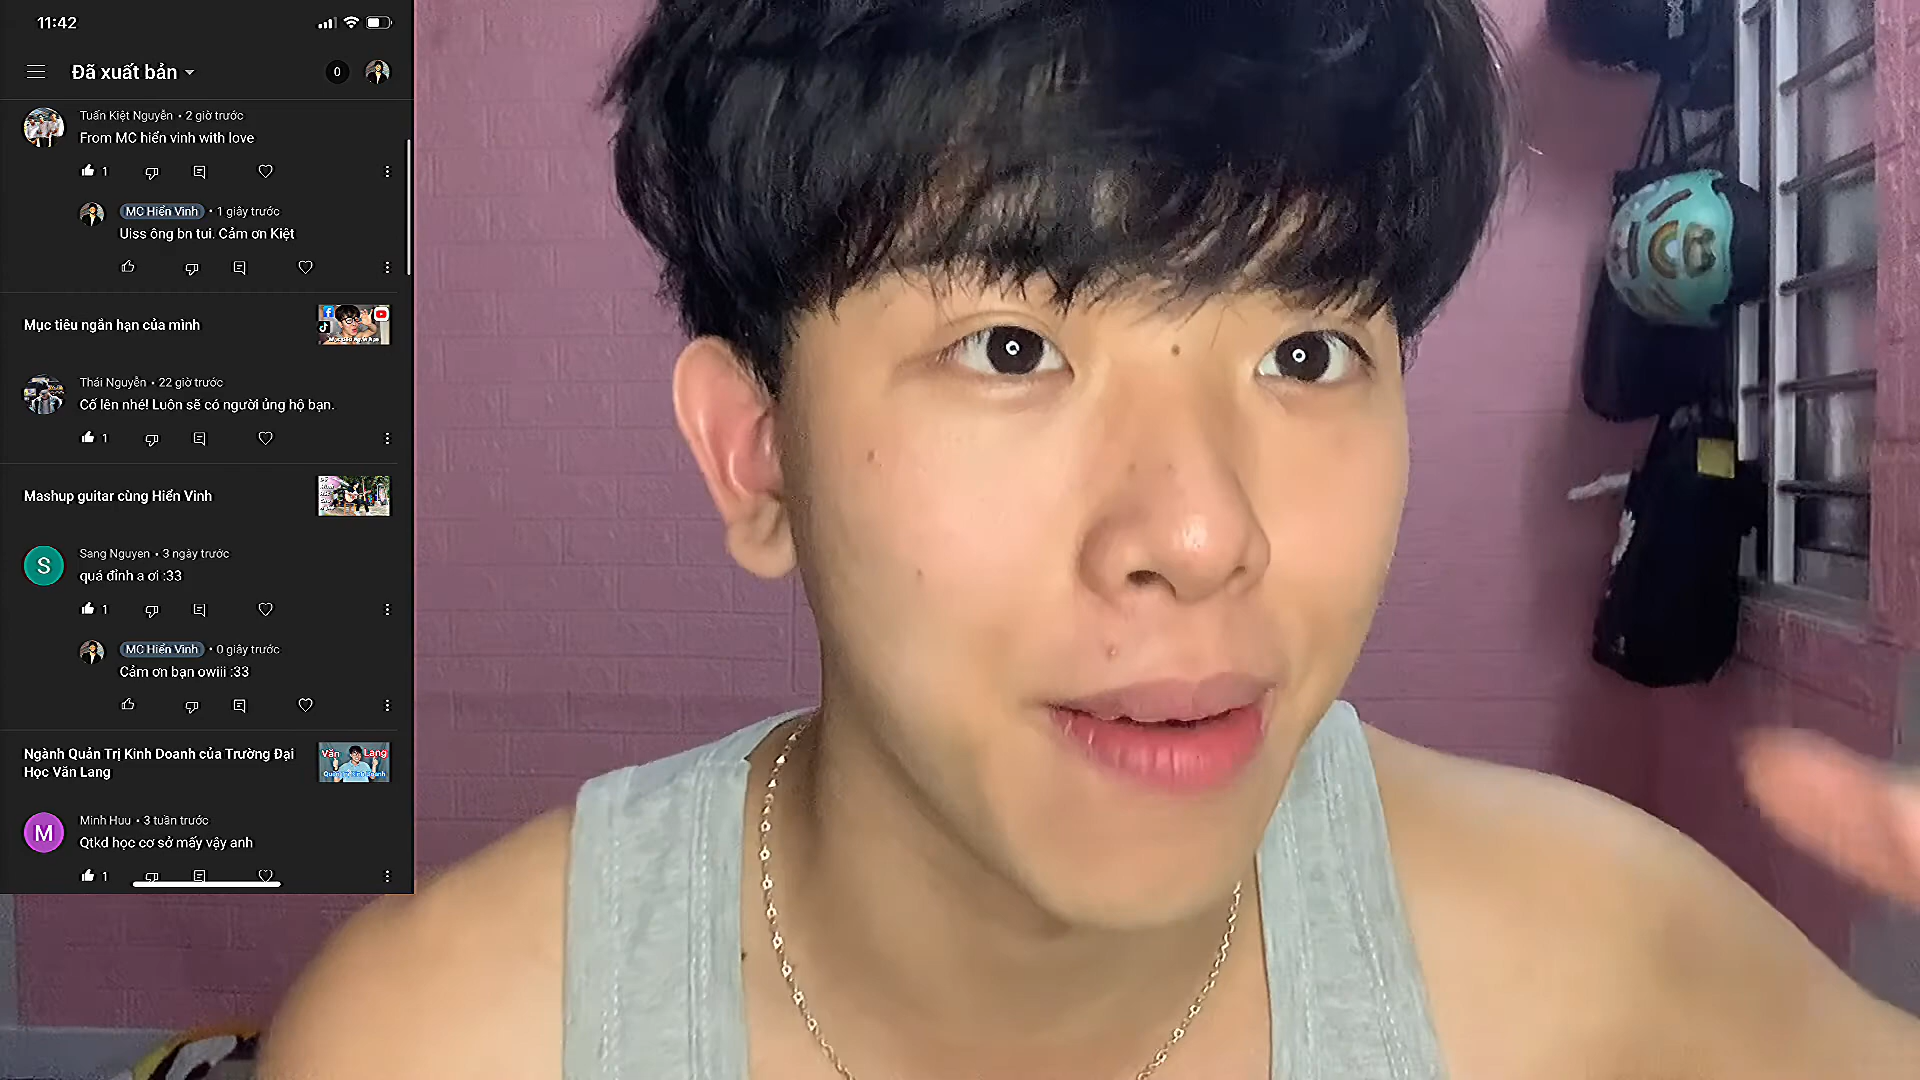 11:42
Đã xuất bản
0
Tuấn Kiệt Nguyễn • 2 giờ trước
From MC hiển vinh with love
1
MC Hiển Vinh • 1 giây trước
Uiss ông bn tui. Cảm ơn Kiệt
Mục tiêu ngắn hạn của mình
Thái Nguyễn • 22 giờ trước
Cố lên nhé! Luôn sẽ có người ủng hộ bạn.
1
Mashup guitar cùng Hiển Vinh
S
Sang Nguyen • 3 ngày trước
quá đỉnh a ơi :33
1
MC Hiển Vinh • 0 giây trước
Cảm ơn bạn owiii :33
Ngành Quản Trị Kinh Doanh của Trường Đại
Học Văn Lang
Văn Lang
Quản Trị Kinh Doanh
M
Minh Huu • 3 tuần trước
Qtkd học cơ sở mấy vậy anh
1